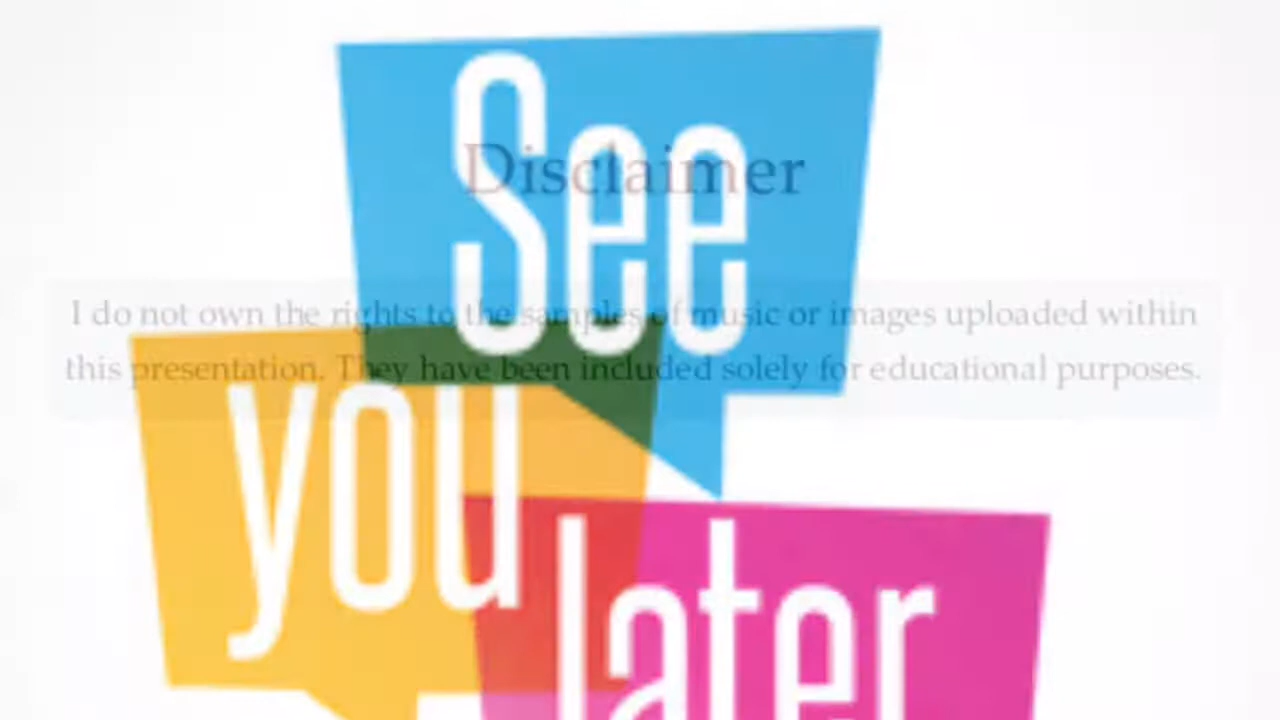 See
Disclaimer
I do not own the rights to the samples of music or images uploaded within
this presentation. They have been included solely for educational purposes.
you
later